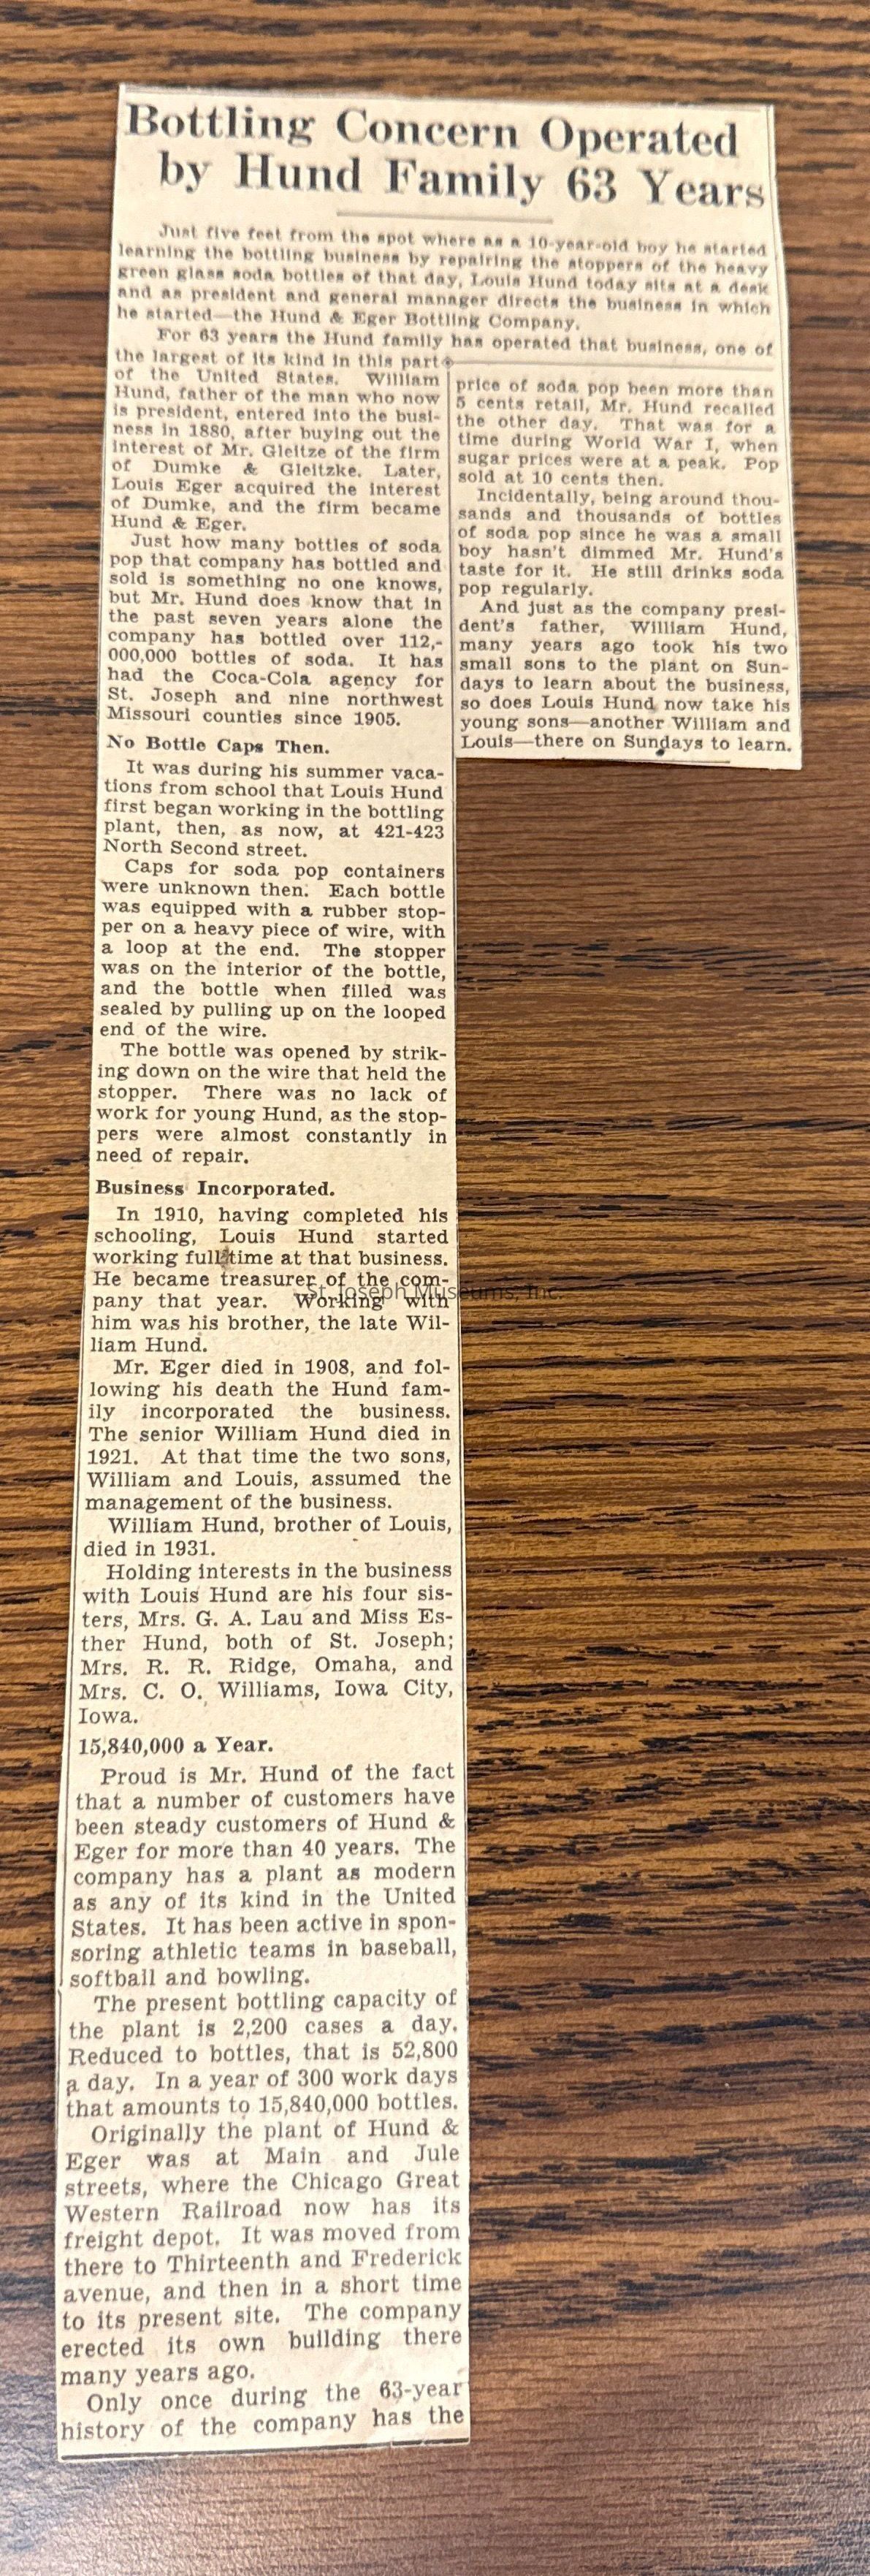 Bottling Concern Operated
by Hund Family 63 Years
Just five feet from the spot where as a 10-year-old boy he started
learning the bottling business by repairing the stoppers of the heavy
green glass soda bottles of that day, Louis Hund today sits at a desk
and as president and general manager directs the business in which
he started—the Hund & Eger Bottling Company.
For 63 years the Hund family has operated that business, one of
the largest of its kind in this part
of the United States. William
Hund, father of the man who now
is president, entered into the busi-
ness in 1880, after buying out the
interest of Mr. Gleitze of the firm
of Dumke & Gleitzke. Later,
Louis Eger acquired the interest
of Dumke, and the firm became
Hund & Eger.
Just how many bottles of soda
pop that company has bottled and
sold is something no one knows,
but Mr. Hund does know that in
the past seven years alone the
company has bottled over 112,-
000,000 bottles of soda. It has
had the Coca-Cola agency for
St. Joseph and nine northwest
Missouri counties since 1905.
No Bottle Caps Then.
It was during his summer vaca-
tions from school that Louis Hund
first began working in the bottling
plant, then, as now, at 421-423
North Second street.
Caps for soda pop containers
were unknown then. Each bottle
was equipped with a rubber stop-
per on a heavy piece of wire, with
a loop at the end. The stopper
was on the interior of the bottle,
and the bottle when filled was
sealed by pulling up on the looped
end of the wire.
The bottle was opened by strik-
ing down on the wire that held the
stopper. There was no lack of
work for young Hund, as the stop-
pers were almost constantly in
need of repair.
Business Incorporated.
In 1910, having completed his
schooling, Louis Hund started
working full time at that business.
He became treasurer of the com-
pany that year. Working with
him was his brother, the late Wil-
liam Hund.
Mr. Eger died in 1908, and fol-
lowing his death the Hund fam-
ily incorporated the business.
The senior William Hund died in
1921. At that time the two sons,
William and Louis, assumed the
management of the business.
William Hund, brother of Louis,
died in 1931.
Holding interests in the business
with Louis Hund are his four sis-
ters, Mrs. G. A. Lau and Miss Es-
ther Hund, both of St. Joseph;
Mrs. R. R. Ridge, Omaha, and
Mrs. C. O. Williams, Iowa City,
Iowa.
15,840,000 a Year.
Proud is Mr. Hund of the fact
that a number of customers have
been steady customers of Hund &
Eger for more than 40 years. The
company has a plant as modern
as any of its kind in the United
States. It has been active in spon-
soring athletic teams in baseball,
softball and bowling.
The present bottling capacity of
the plant is 2,200 cases a day.
Reduced to bottles, that is 52,800
a day. In a year of 300 work days
that amounts to 15,840,000 bottles.
Originally the plant of Hund &
Eger was at Main and Jule
streets, where the Chicago Great
Western Railroad now has its
freight depot. It was moved from
there to Thirteenth and Frederick
avenue, and then in a short time
to its present site. The company
erected its own building there
many years ago.
Only once during the 63-year
history of the company has the
price of soda pop been more than
5 cents retail, Mr. Hund recalled
the other day. That was for a
time during World War I, when
sugar prices were at a peak. Pop
sold at 10 cents then.
Incidentally, being around thou-
sands and thousands of bottles
of soda pop since he was a small
boy hasn't dimmed Mr. Hund's
taste for it. He still drinks soda
pop regularly.
And just as the company presi-
dent's father, William Hund,
many years ago took his two
small sons to the plant on Sun-
days to learn about the business,
so does Louis Hund now take his
young sons—another William and
Louis—there on Sundays to learn.
St. Joseph Museums, Inc.